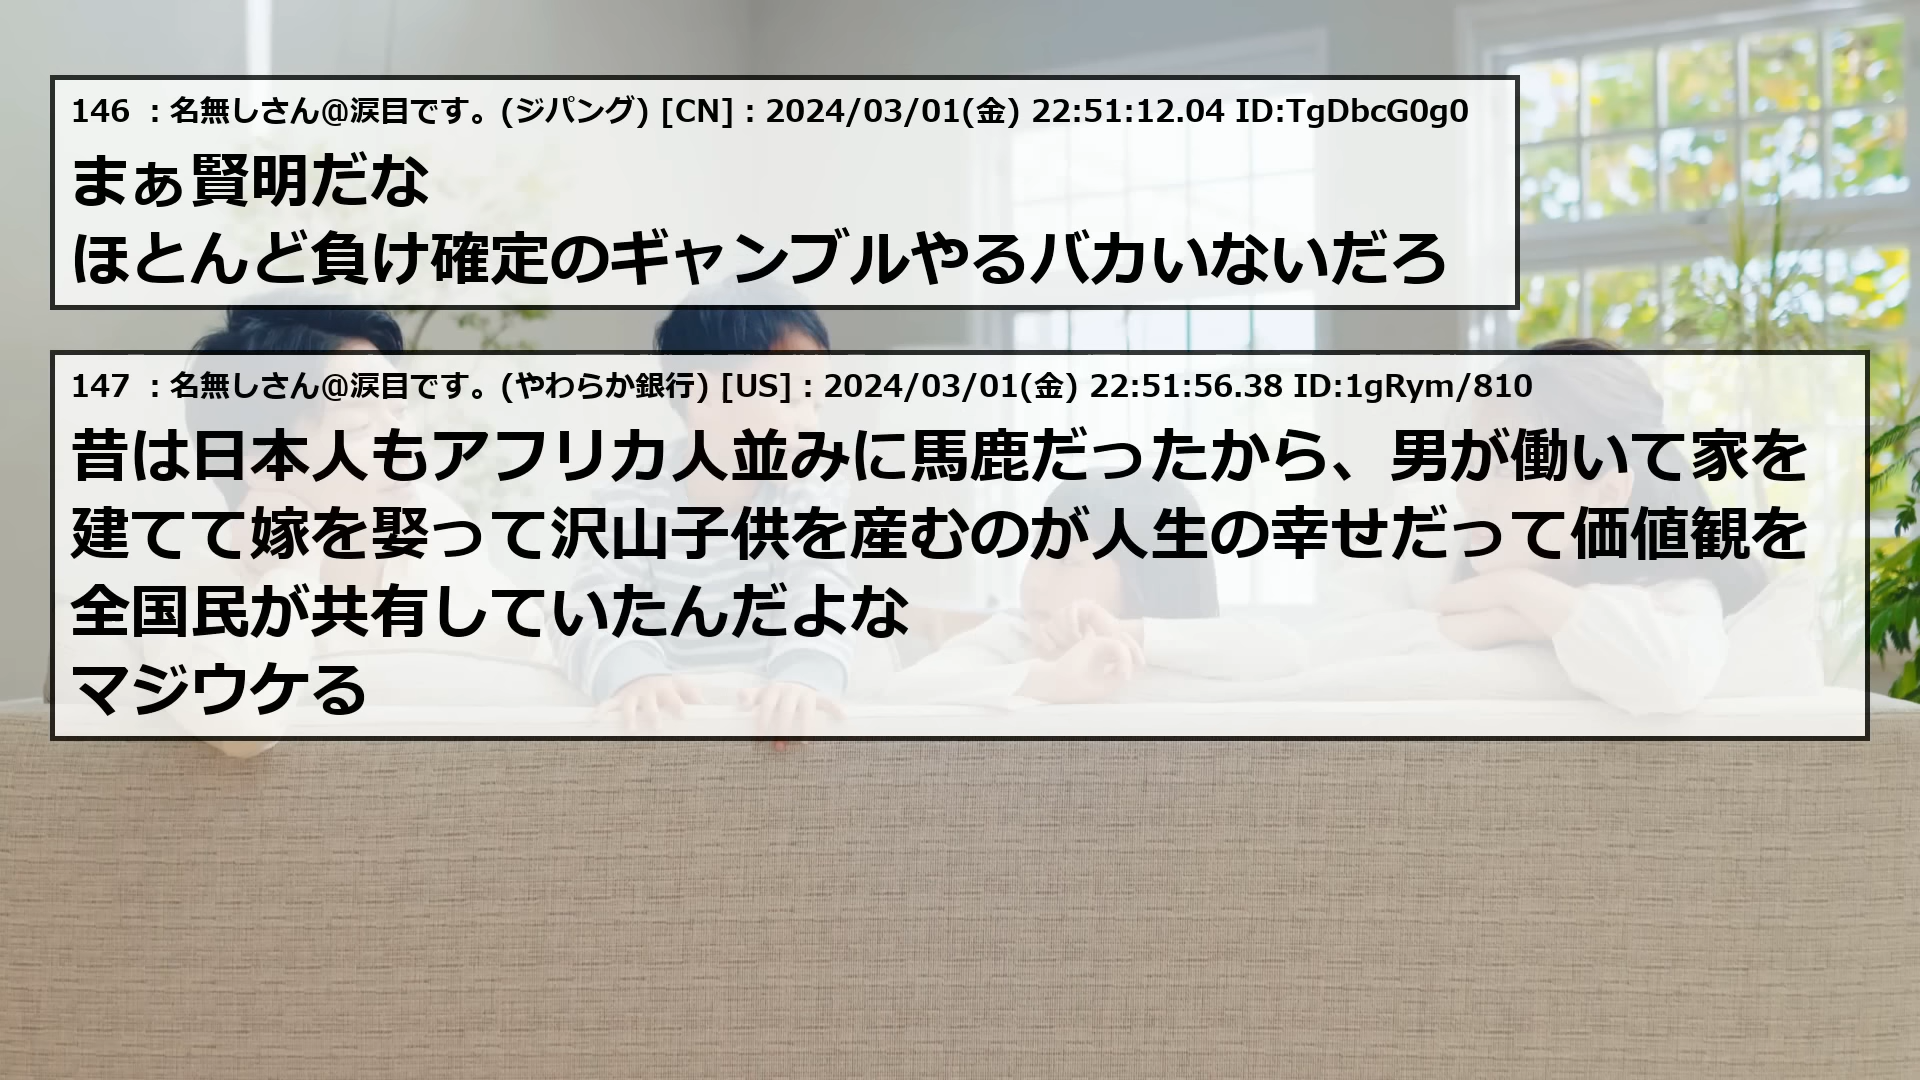 146 ：名無しさん＠涙目です。(ジパング) [CN]：2024/03/01(金) 22:51:12.04 ID:TgDbcG0g0
まぁ賢明だな
ほとんど負け確定のギャンブルやるバカいないだろ
147 ：名無しさん＠涙目です。(やわらか銀行) [US]：2024/03/01(金) 22:51:56.38 ID:1gRym/810
昔は日本人もアフリカ人並みに馬鹿だったから、男が働いて家を
建てて嫁を娶って沢山子供を産むのが人生の幸せだって価値観を
全国民が共有していたんだよな
マジウケる